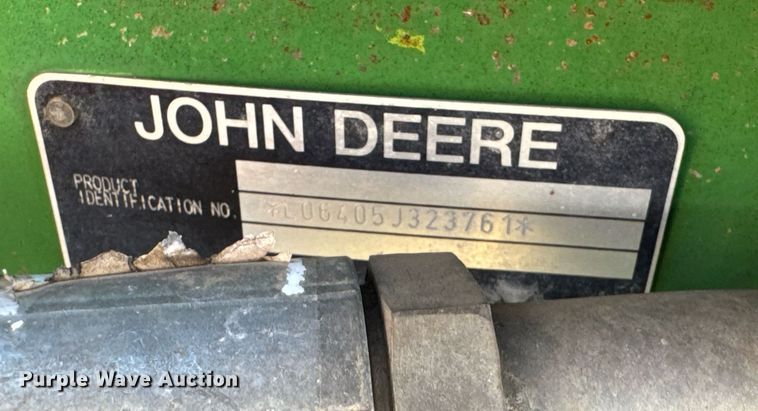 JOHN DEERE
PRODUCT
IDENTIFICATION NO.
*L06405J323761*
Purple Wave Auction